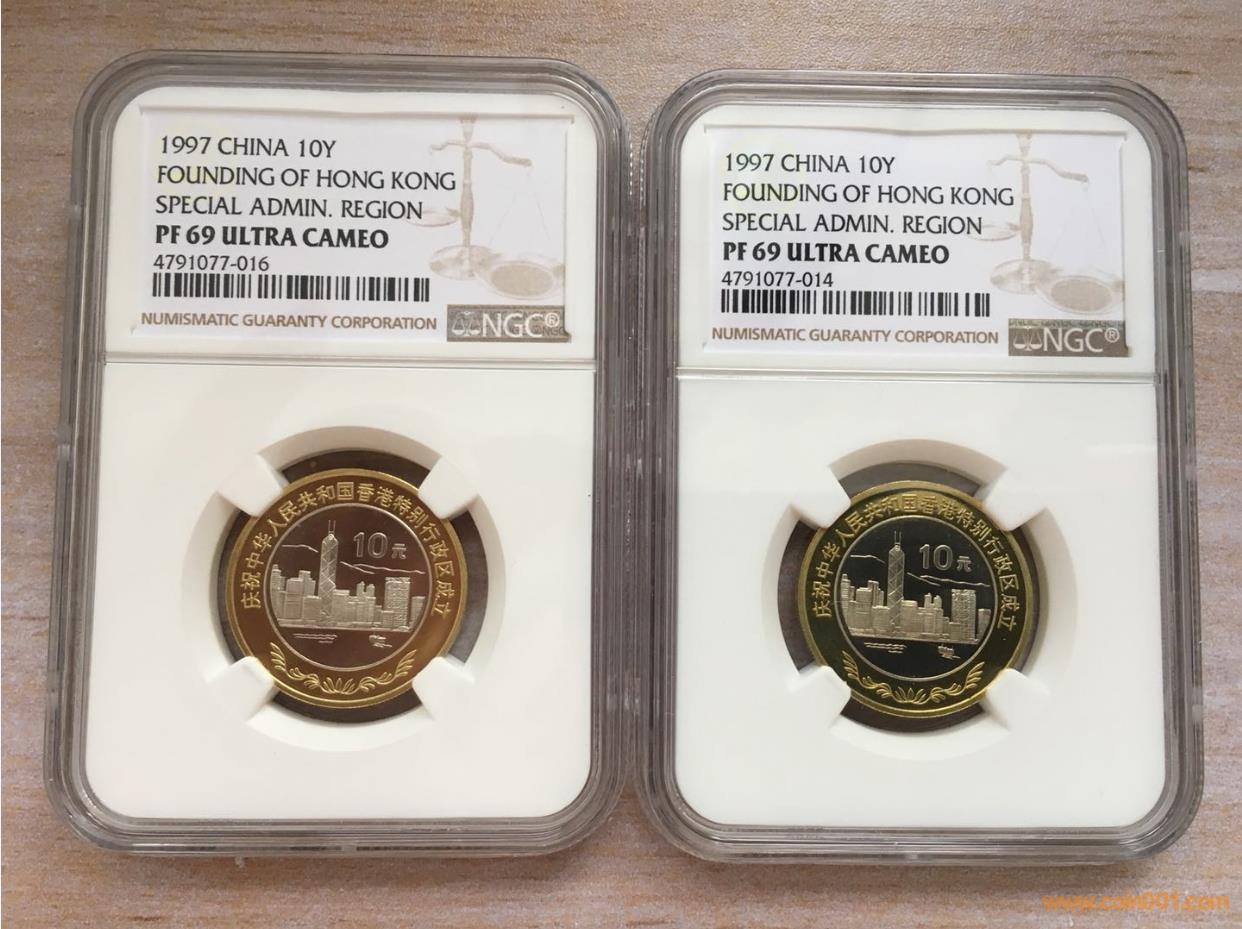 1997 CHINA 10Y
FOUNDING OF HONG KONG
SPECIAL ADMIN. REGION
PF 69 ULTRA CAMEO
4791077-016
NUMISMATIC GUARANTY CORPORATION
NGC®
庆祝中华人民共和国香港特别行政区成立
10元
1997 CHINA 10Y
FOUNDING OF HONG KONG
SPECIAL ADMIN. REGION
PF 69 ULTRA CAMEO
4791077-014
NUMISMATIC GUARANTY CORPORATION
NGC®
庆祝中华人民共和国香港特别行政区成立
10元
www.coin001.com